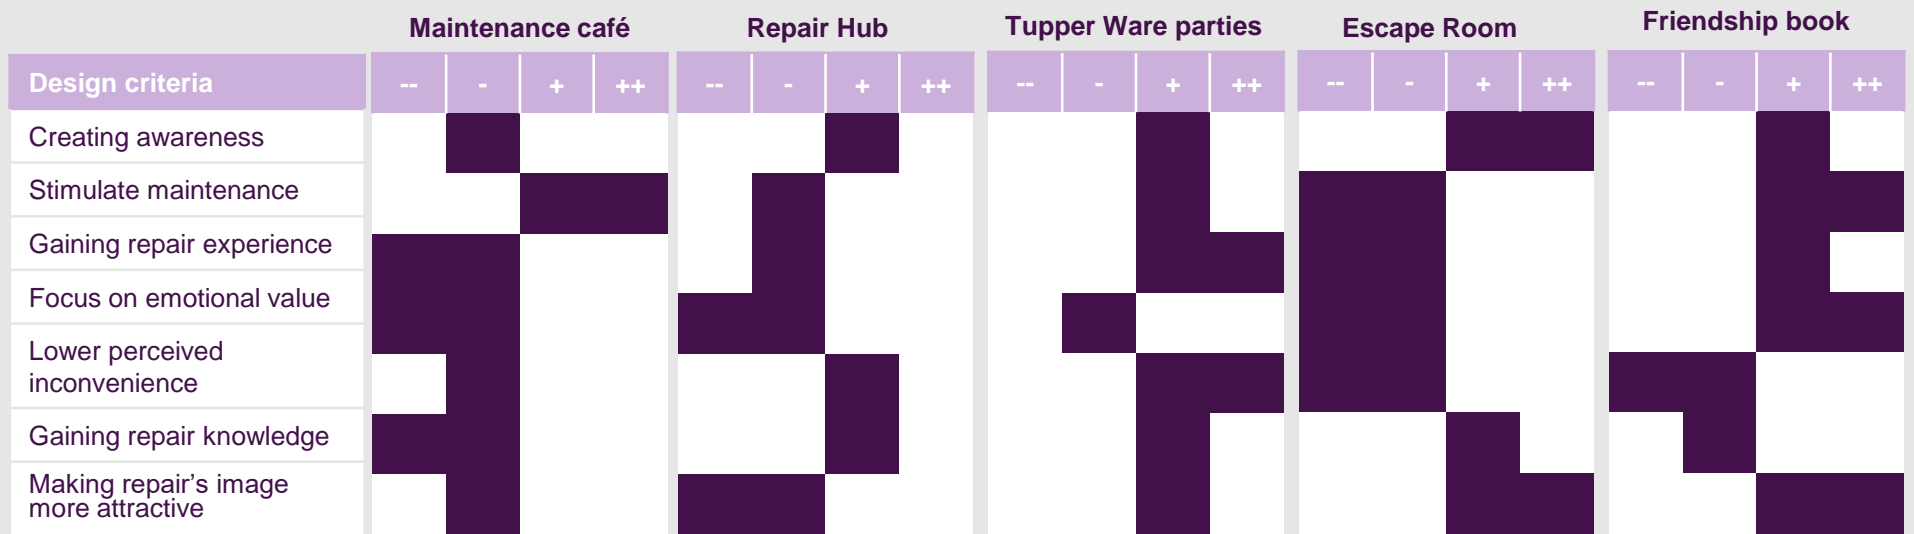 Maintenance café
Repair Hub
Tupper Ware parties
Escape Room
Friendship book
Design criteria
-- - + ++
-- - + ++
-- - + ++
-- - + ++
-- - + ++
Creating awareness
Stimulate maintenance
Gaining repair experience
Focus on emotional value
Lower perceived
inconvenience
Gaining repair knowledge
Making repair’s image
more attractive